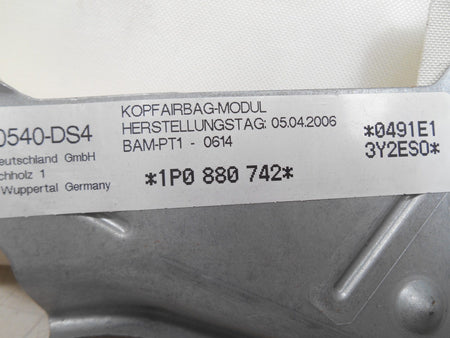 KOPFAIRBAG-MODUL
HERSTELLUNGSTAG: 05.04.2006
BAM-PT1 - 0614
*1P0 880 742*
0540-DS4
eutschland GmbH
chholz 1
Wuppertal Germany
*0491E1
3Y2ESO*